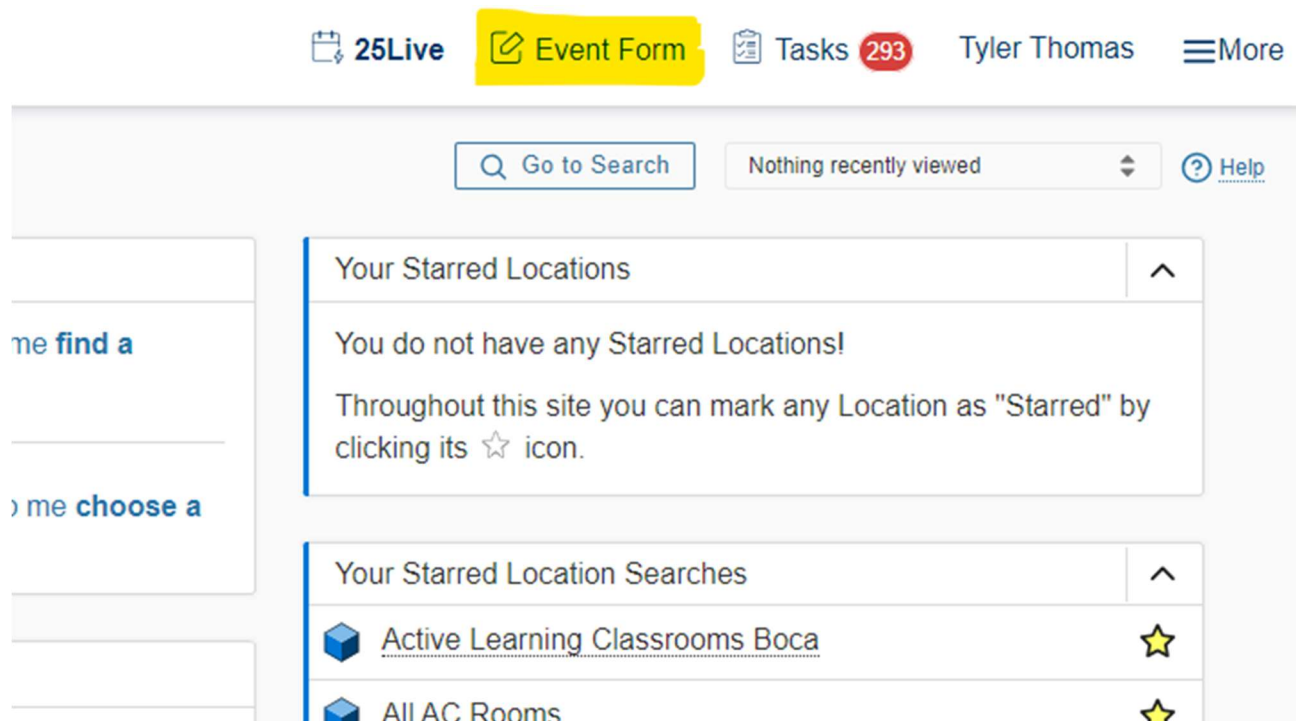 25Live Event Form Tasks 293 Tyler Thomas More
Go to Search Nothing recently viewed Help
me find a
me choose a
Your Starred Locations
You do not have any Starred Locations!
Throughout this site you can mark any Location as "Starred" by
clicking its icon.
Your Starred Location Searches
Active Learning Classrooms Boca
All AC Rooms